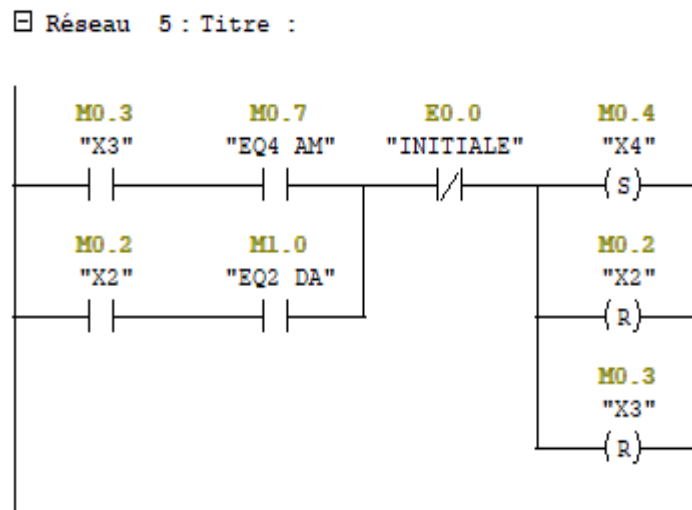 Réseau 5 : Titre :
M0.3 M0.7 E0.0 M0.4
"X3" "EQ4 AM" "INITIALE" "X4"
S
M0.2 M1.0 M0.2
"X2" "EQ2 DA" "X2"
R
M0.3
"X3"
R